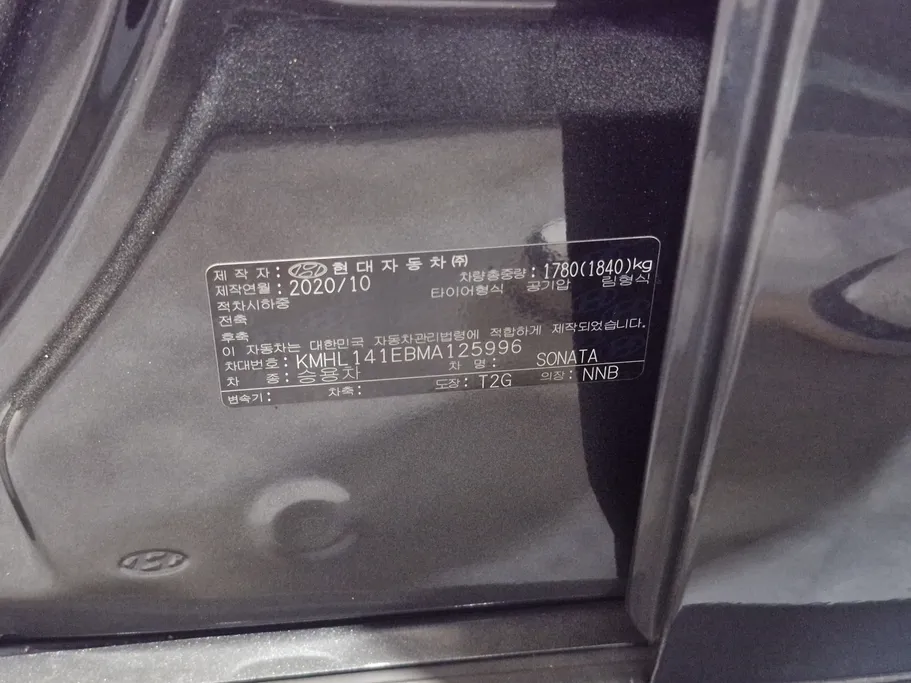 제 작 자 : 현대자동차㈜
제작연월 : 2020/10 차량총중량 : 1780(1840)kg
적차시하중 타이어형식 공기압 림형식
전축
후축
이 자동차는 대한민국 자동차관리법령에 적합하게 제작되었습니다.
차대번호 : KMHL141EBMA125996
차 종 : 승용차 차 명 : SONATA
변속기 : 차축 : 도장 : T2G 의장 : NNB